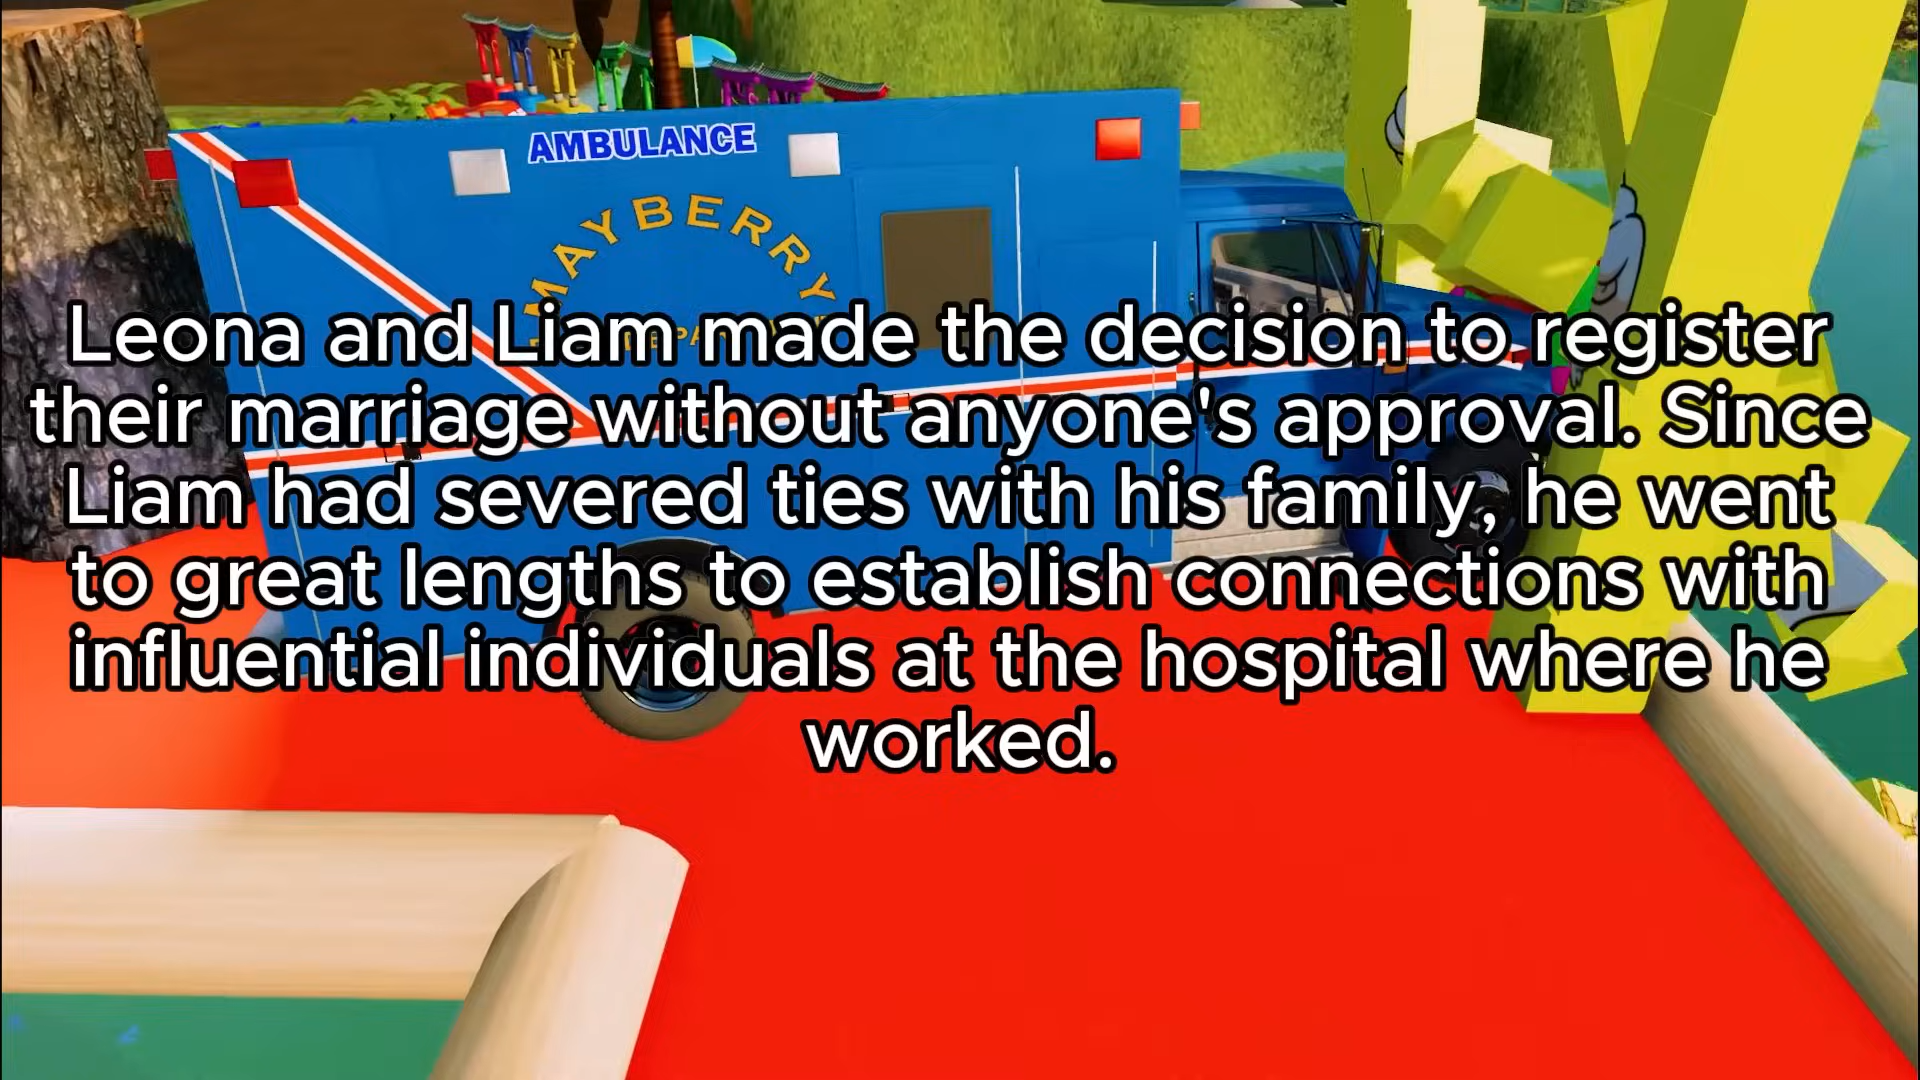 AMBULANCE
MAYBERRY
Leona and Liam made the decision to register
their marriage without anyone's approval. Since
Liam had severed ties with his family, he went
to great lengths to establish connections with
influential individuals at the hospital where he
worked.